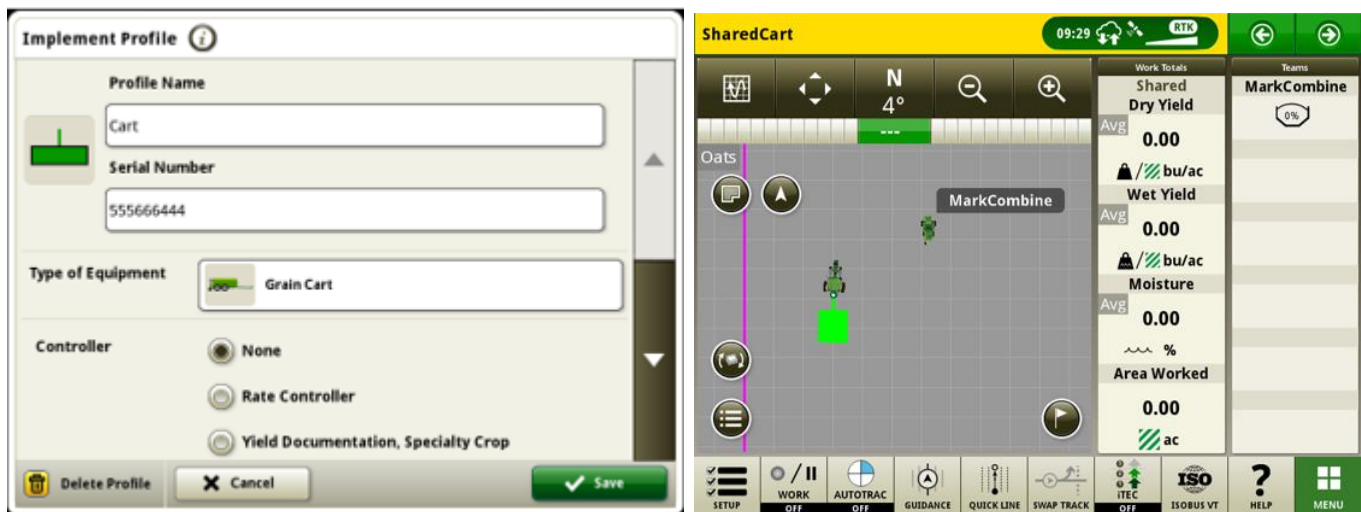 Implement Profile
Profile Name
Cart
Serial Number
555666444
Type of Equipment
Grain Cart
Controller
None
Rate Controller
Yield Documentation, Specialty Crop
Delete Profile
Cancel
Save
SharedCart
09:29
RTK
N
4°
---
Oats
MarkCombine
Work Totals
Shared
Dry Yield
Avg
0.00
/ bu/ac
Wet Yield
Avg
0.00
/ bu/ac
Moisture
Avg
0.00
%
Area Worked
0.00
ac
Teams
MarkCombine
0%
SETUP
WORK
OFF
AUTOTRAC
OFF
GUIDANCE
QUICK LINE
SWAP TRACK
iTEC
OFF
ISO
ISOBUS VT
?
HELP
MENU